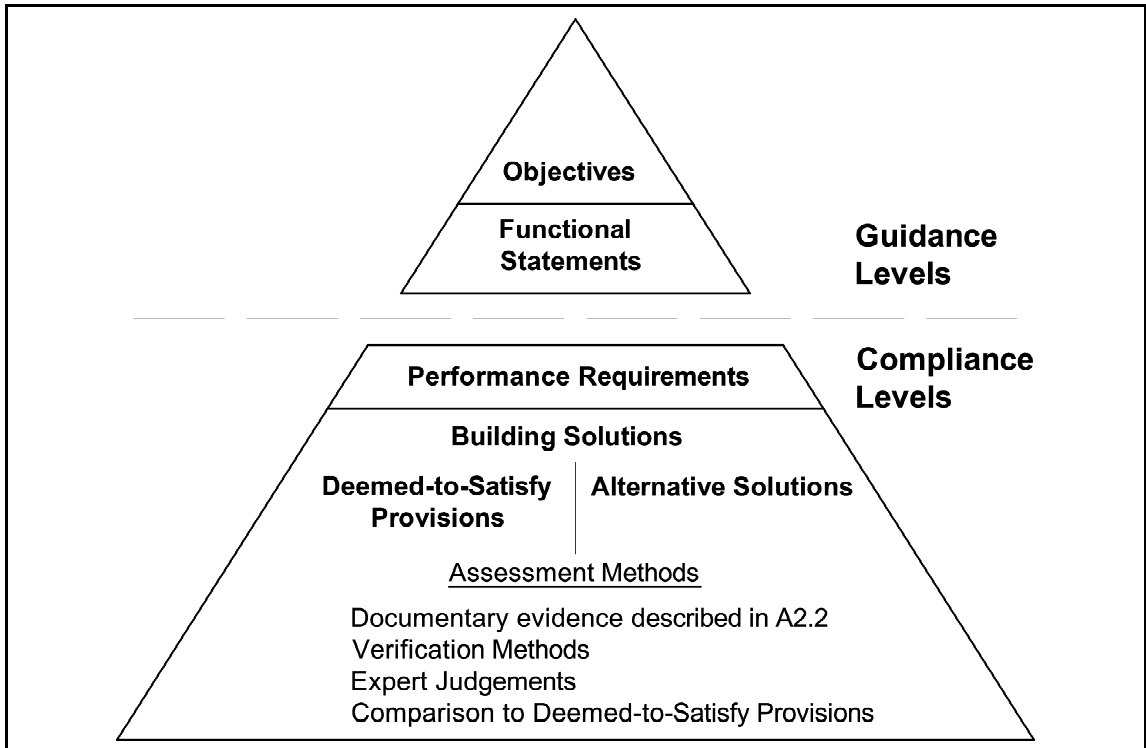 Objectives
Functional
Statements
Guidance
Levels
Compliance
Levels
Performance Requirements
Building Solutions
Deemed-to-Satisfy
Provisions
Alternative Solutions
Assessment Methods
Documentary evidence described in A2.2
Verification Methods
Expert Judgements
Comparison to Deemed-to-Satisfy Provisions